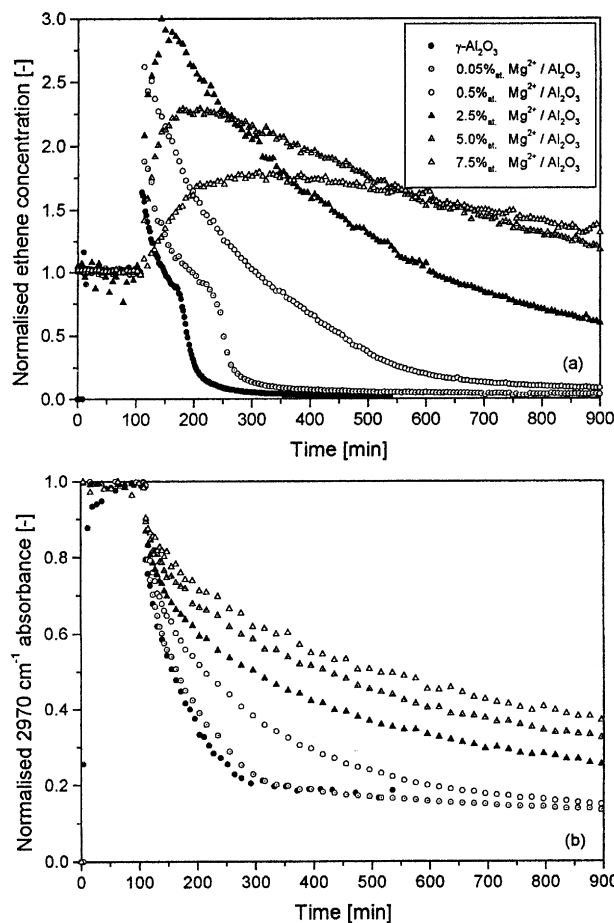 Normalised ethene concentration [-]
3.0
2.5
2.0
1.5
1.0
0.5
0.0
γ-Al₂O₃
0.05%at. Mg²⁺ / Al₂O₃
0.5%at. Mg²⁺ / Al₂O₃
2.5%at. Mg²⁺ / Al₂O₃
5.0%at. Mg²⁺ / Al₂O₃
7.5%at. Mg²⁺ / Al₂O₃
(a)
0 100 200 300 400 500 600 700 800 900
Time [min]
Normalised 2970 cm⁻¹ absorbance [-]
1.0
0.8
0.6
0.4
0.2
0.0
(b)
0 100 200 300 400 500 600 700 800 900
Time [min]